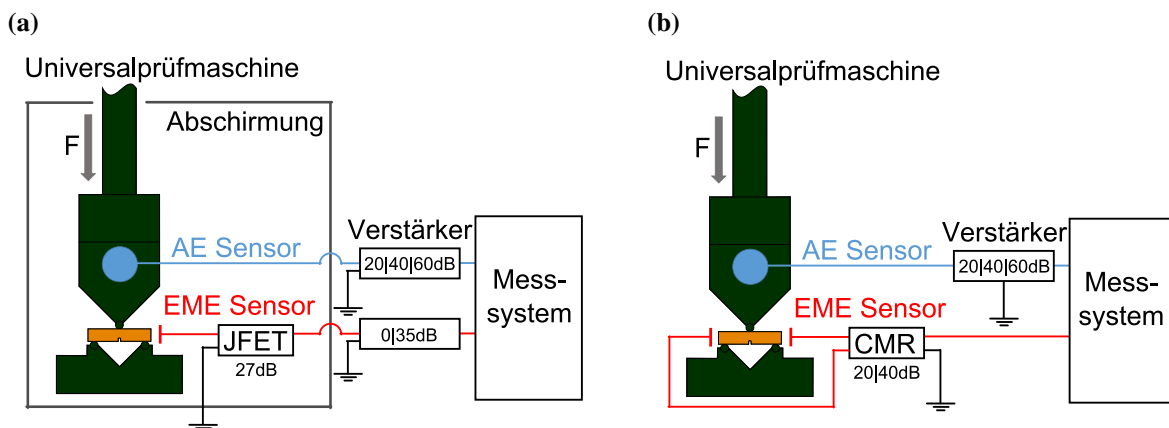 (a)
Universalprüfmaschine
Abschirmung
F
AE Sensor
Verstärker
20|40|60dB
EME Sensor
JFET
27dB
0|35dB
Mess-
system
(b)
Universalprüfmaschine
F
AE Sensor
Verstärker
20|40|60dB
EME Sensor
CMR
20|40dB
Mess-
system